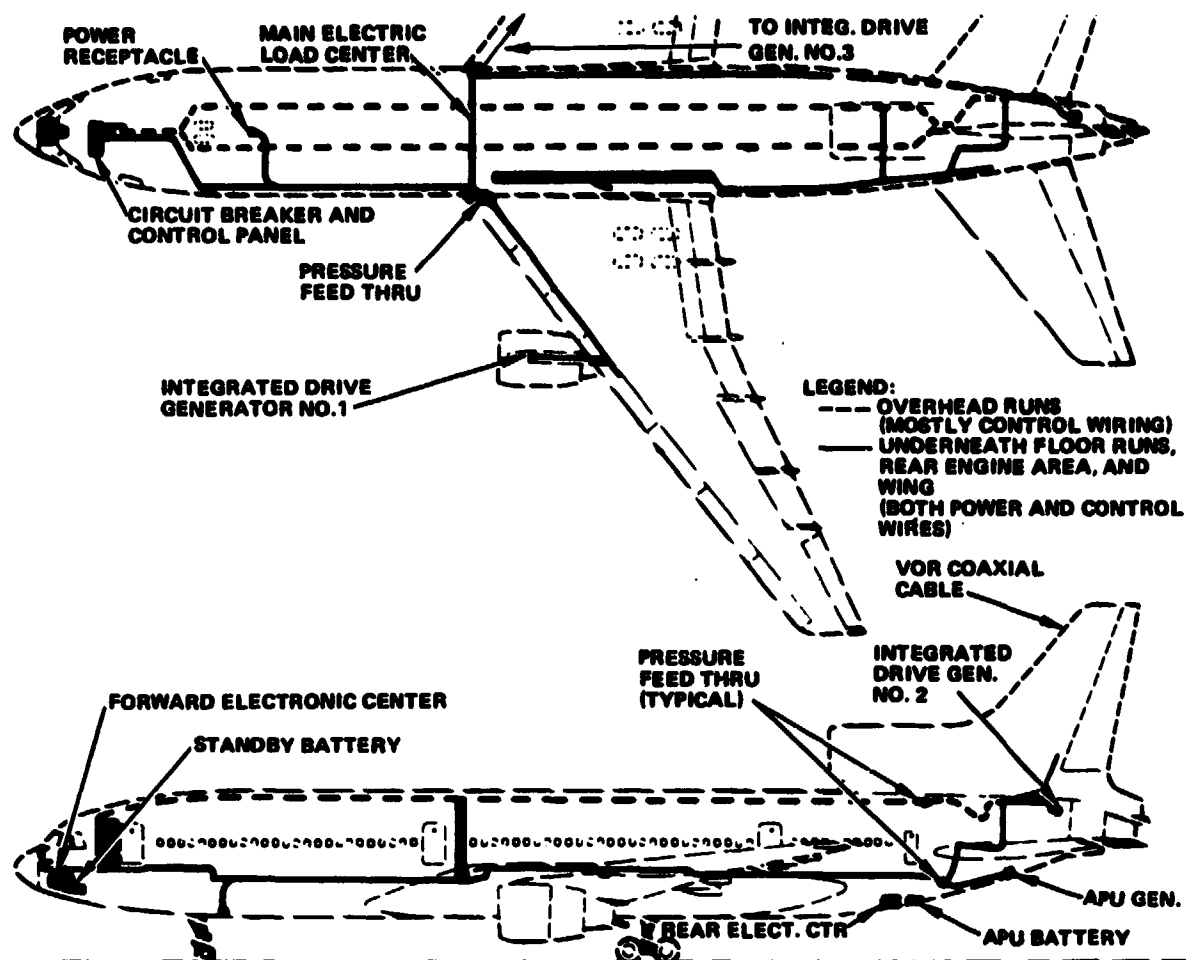 POWER
RECEPTACLE
MAIN ELECTRIC
LOAD CENTER
TO INTEG. DRIVE
GEN. NO.3
CIRCUIT BREAKER AND
CONTROL PANEL
PRESSURE
FEED THRU
INTEGRATED DRIVE
GENERATOR NO.1
LEGEND:
OVERHEAD RUNS
(MOSTLY CONTROL WIRING)
UNDERNEATH FLOOR RUNS,
REAR ENGINE AREA, AND
WING
(BOTH POWER AND CONTROL
WIRES)
VOR COAXIAL
CABLE
PRESSURE
FEED THRU
(TYPICAL)
INTEGRATED
DRIVE GEN.
NO. 2
FORWARD ELECTRONIC CENTER
STANDBY BATTERY
APU GEN.
REAR ELECT. CTR
APU BATTERY